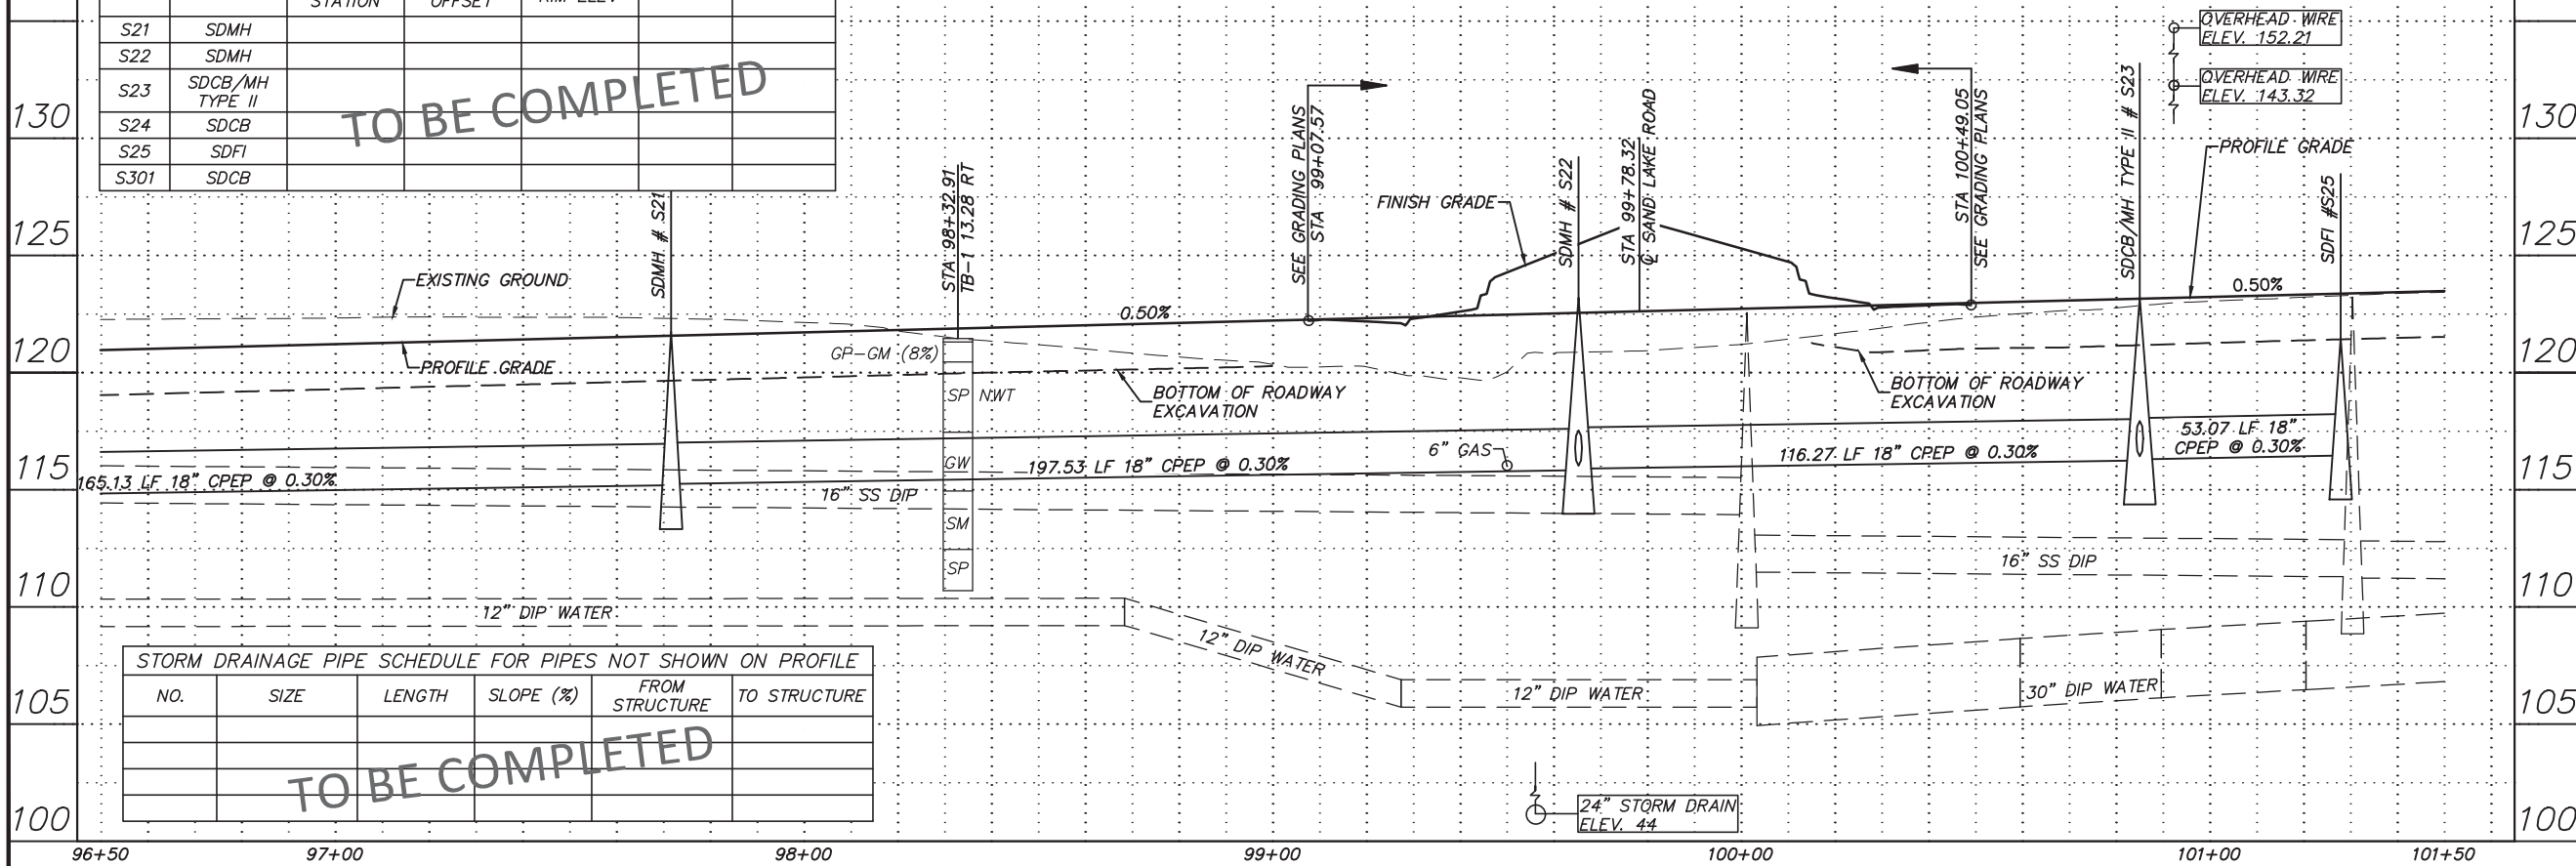 STATION OFFSET RIM ELEV
S21 SDMH
S22 SDMH
S23 SDCB/MH TYPE II
S24 SDCB
S25 SDFI
S301 SDCB
TO BE COMPLETED
OVERHEAD WIRE
ELEV. 152.21
OVERHEAD WIRE
ELEV. 143.32
130
125
120
115
110
105
100
130
125
120
115
110
105
100
SDMH # S21
STA 98+32.91
TB-1 13.28 RT
SEE GRADING PLANS
STA 99+07.57
FINISH GRADE
SDMH # S22
STA 99+78.32
℄ SAND LAKE ROAD
STA 100+49.05
SEE GRADING PLANS
SDCB/MH TYPE II # S23
PROFILE GRADE
SDFI #S25
EXISTING GROUND
0.50%
0.50%
PROFILE GRADE
GP-GM (8%)
SP NWT
GW
SM
SP
BOTTOM OF ROADWAY
EXCAVATION
BOTTOM OF ROADWAY
EXCAVATION
6" GAS
165.13 LF 18" CPEP @ 0.30%
197.53 LF 18" CPEP @ 0.30%
116.27 LF 18" CPEP @ 0.30%
53.07 LF 18"
CPEP @ 0.30%
16" SS DIP
16" SS DIP
12" DIP WATER
12" DIP WATER
12" DIP WATER
30" DIP WATER
STORM DRAINAGE PIPE SCHEDULE FOR PIPES NOT SHOWN ON PROFILE
NO. SIZE LENGTH SLOPE (%) FROM STRUCTURE TO STRUCTURE
TO BE COMPLETED
24" STORM DRAIN
ELEV. 44
96+50 97+00 98+00 99+00 100+00 101+00 101+50